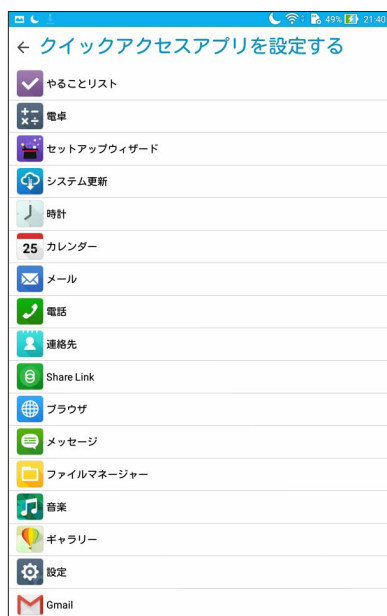 49% 21:40
クイックアクセスアプリを設定する
やることリスト
電卓
セットアップウィザード
システム更新
時計
25 カレンダー
メール
電話
連絡先
Share Link
ブラウザ
メッセージ
ファイルマネージャー
音楽
ギャラリー
設定
Gmail